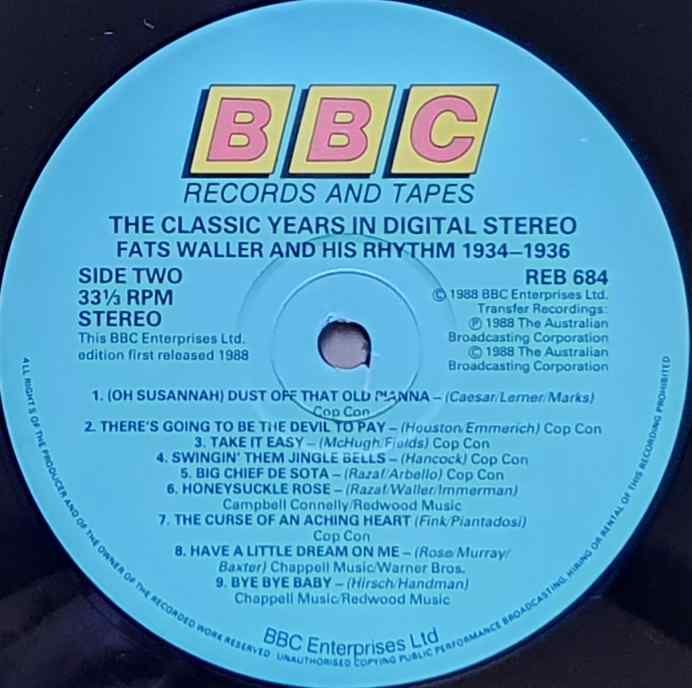 BBC
RECORDS AND TAPES
THE CLASSIC YEARS IN DIGITAL STEREO
FATS WALLER AND HIS RHYTHM 1934–1936
SIDE TWO
33⅓ RPM
STEREO
This BBC Enterprises Ltd.
edition first released 1988
REB 684
© 1988 BBC Enterprises Ltd.
Transfer Recordings:
℗ 1988 The Australian
Broadcasting Corporation
© 1988 The Australian
Broadcasting Corporation
1. (OH SUSANNAH) DUST OFF THAT OLD PIANNA – (Caesar/Lerner/Marks)
Cop Con
2. THERE'S GOING TO BE THE DEVIL TO PAY – (Houston/Emmerich) Cop Con
3. TAKE IT EASY – (McHugh/Fields) Cop Con
4. SWINGIN' THEM JINGLE BELLS – (Hancock) Cop Con
5. BIG CHIEF DE SOTA – (Razaf/Arbello) Cop Con
6. HONEYSUCKLE ROSE – (Razaf/Waller/Immerman)
Campbell Connelly/Redwood Music
7. THE CURSE OF AN ACHING HEART (Fink/Piantadosi)
Cop Con
8. HAVE A LITTLE DREAM ON ME – (Rose/Murray/
Baxter) Chappell Music/Warner Bros.
9. BYE BYE BABY – (Hirsch/Handman)
Chappell Music/Redwood Music
BBC Enterprises Ltd
ALL RIGHTS OF THE PRODUCER AND OF THE OWNER OF THE RECORDED WORK RESERVED · UNAUTHORISED COPYING PUBLIC PERFORMANCE BROADCASTING, HIRING OR RENTAL OF THIS RECORDING PROHIBITED